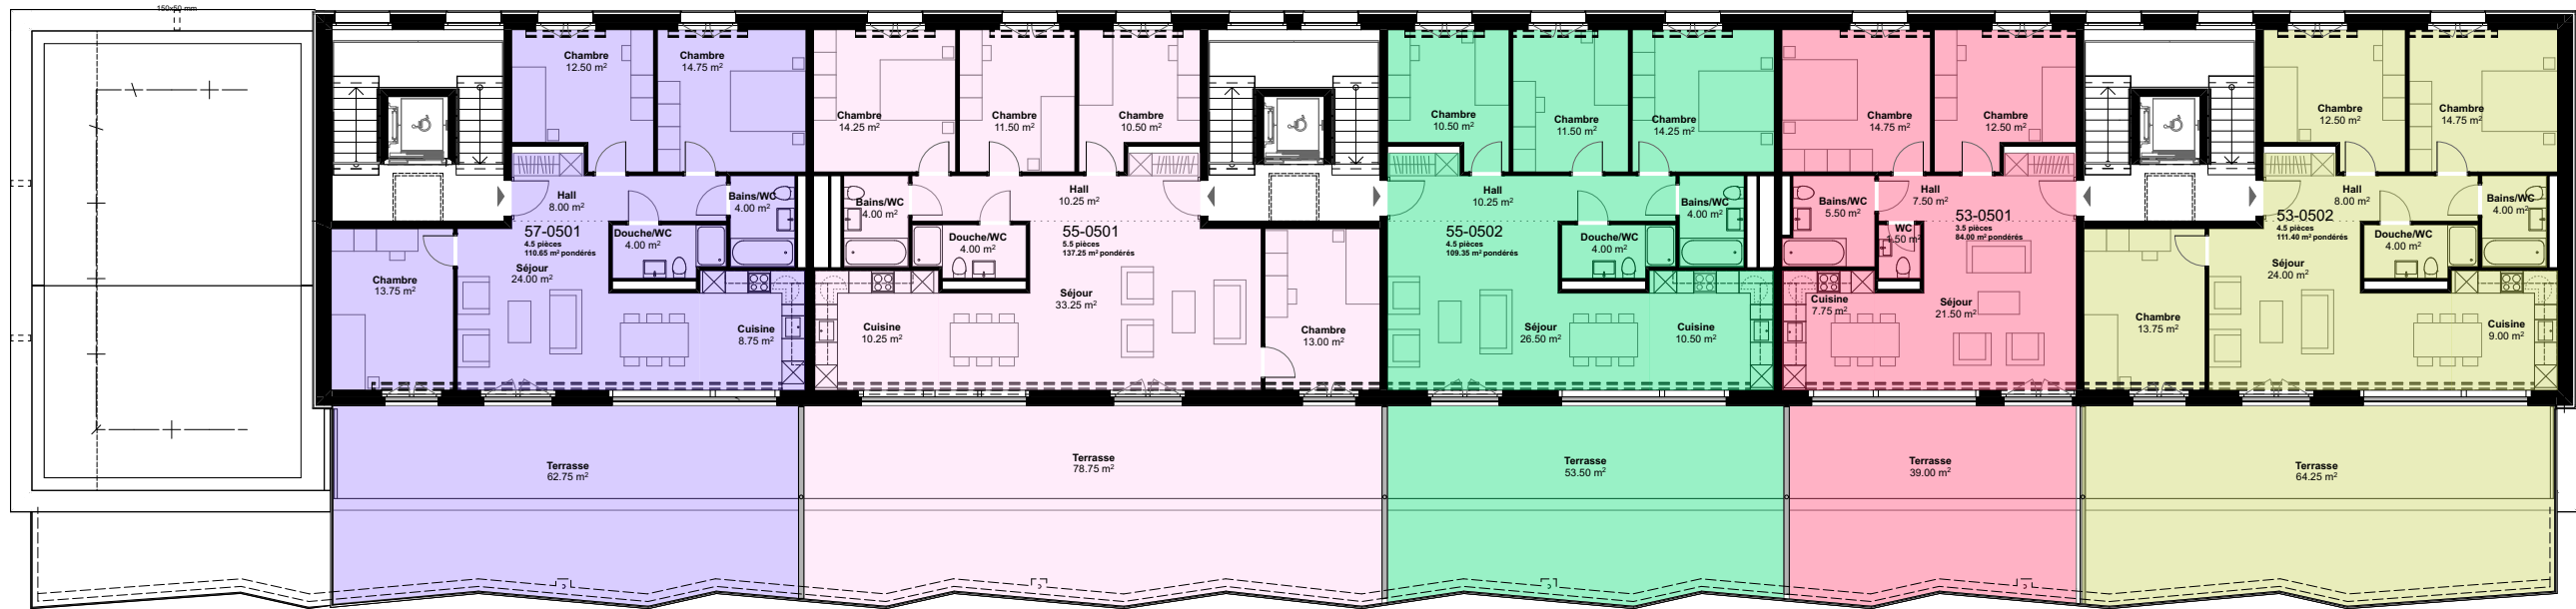 150x50 mm
Chambre
12.50 m²
Chambre
14.75 m²
Hall
8.00 m²
Bains/WC
4.00 m²
57-0501
4.5 pièces
110.65 m² pondérés
Douche/WC
4.00 m²
Séjour
24.00 m²
Chambre
13.75 m²
Cuisine
8.75 m²
Terrasse
62.75 m²
Chambre
14.25 m²
Chambre
11.50 m²
Chambre
10.50 m²
Bains/WC
4.00 m²
Hall
10.25 m²
55-0501
5.5 pièces
137.25 m² pondérés
Douche/WC
4.00 m²
Séjour
33.25 m²
Cuisine
10.25 m²
Chambre
13.00 m²
Terrasse
78.75 m²
Chambre
10.50 m²
Chambre
11.50 m²
Chambre
14.25 m²
Hall
10.25 m²
Bains/WC
4.00 m²
55-0502
4.5 pièces
109.35 m² pondérés
Douche/WC
4.00 m²
Séjour
26.50 m²
Cuisine
10.50 m²
Terrasse
53.50 m²
Chambre
14.75 m²
Chambre
12.50 m²
Bains/WC
5.50 m²
Hall
7.50 m²
WC
1.50 m²
53-0501
3.5 pièces
84.00 m² pondérés
Cuisine
7.75 m²
Séjour
21.50 m²
Terrasse
39.00 m²
Chambre
12.50 m²
Chambre
14.75 m²
Hall
8.00 m²
Bains/WC
4.00 m²
53-0502
4.5 pièces
111.40 m² pondérés
Douche/WC
4.00 m²
Séjour
24.00 m²
Chambre
13.75 m²
Cuisine
9.00 m²
Terrasse
64.25 m²